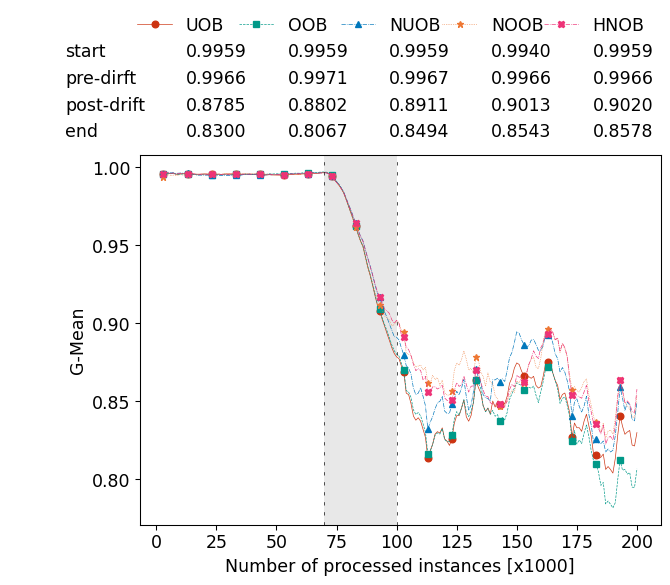 UOB OOB NUOB NOOB HNOB
start 0.9959 0.9959 0.9959 0.9940 0.9959
pre-dirft 0.9966 0.9971 0.9967 0.9966 0.9966
post-drift 0.8785 0.8802 0.8911 0.9013 0.9020
end 0.8300 0.8067 0.8494 0.8543 0.8578
1.00
0.95
0.90
0.85
0.80
G-Mean
0 25 50 75 100 125 150 175 200
Number of processed instances [x1000]